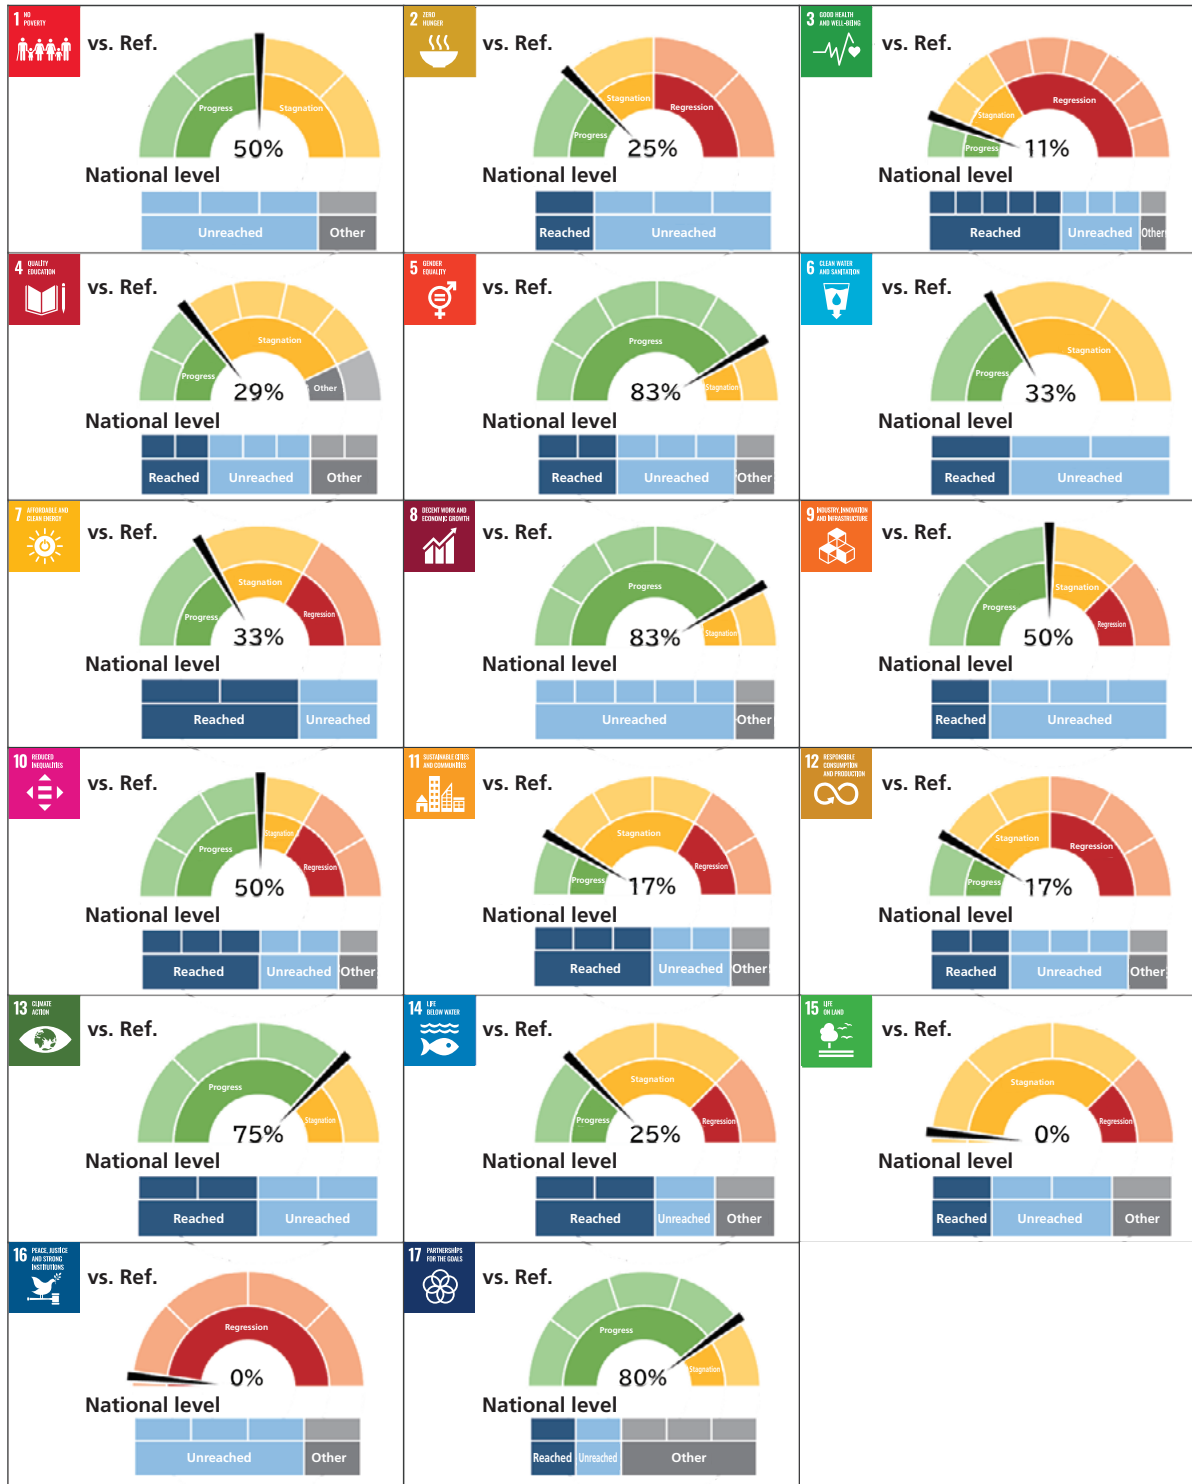 1 NO
POVERTY
vs. Ref.
Progress
Stagnation
50%
National level
Unreached
Other
2 ZERO
HUNGER
vs. Ref.
Stagnation
Regression
Progress
25%
National level
Reached
Unreached
3 GOOD HEALTH
AND WELL-BEING
vs. Ref.
Regression
Stagnation
Progress
11%
National level
Reached
Unreached
Other
4 QUALITY
EDUCATION
vs. Ref.
Stagnation
Progress
Other
29%
National level
Reached
Unreached
Other
5 GENDER
EQUALITY
vs. Ref.
Progress
Stagnation
83%
National level
Reached
Unreached
Other
6 CLEAN WATER
AND SANITATION
vs. Ref.
Stagnation
Progress
33%
National level
Reached
Unreached
7 AFFORDABLE AND
CLEAN ENERGY
vs. Ref.
Stagnation
Progress
Regression
33%
National level
Reached
Unreached
8 DECENT WORK AND
ECONOMIC GROWTH
vs. Ref.
Progress
Stagnation
83%
National level
Unreached
Other
9 INDUSTRY, INNOVATION
AND INFRASTRUCTURE
vs. Ref.
Progress
Stagnation
Regression
50%
National level
Reached
Unreached
10 REDUCED
INEQUALITIES
vs. Ref.
Stagnation
Progress
Regression
50%
National level
Reached
Unreached
Other
11 SUSTAINABLE CITIES
AND COMMUNITIES
vs. Ref.
Stagnation
Regression
Progress
17%
National level
Reached
Unreached
Other
12 RESPONSIBLE
CONSUMPTION
AND PRODUCTION
vs. Ref.
Stagnation
Regression
Progress
17%
National level
Reached
Unreached
Other
13 CLIMATE
ACTION
vs. Ref.
Progress
Stagnation
75%
National level
Reached
Unreached
14 LIFE
BELOW WATER
vs. Ref.
Stagnation
Progress
Regression
25%
National level
Reached
Unreached
Other
15 LIFE
ON LAND
vs. Ref.
Stagnation
Regression
0%
National level
Reached
Unreached
Other
16 PEACE, JUSTICE
AND STRONG
INSTITUTIONS
vs. Ref.
Regression
0%
National level
Unreached
Other
17 PARTNERSHIPS
FOR THE GOALS
vs. Ref.
Progress
Stagnation
80%
National level
Reached
Unreached
Other